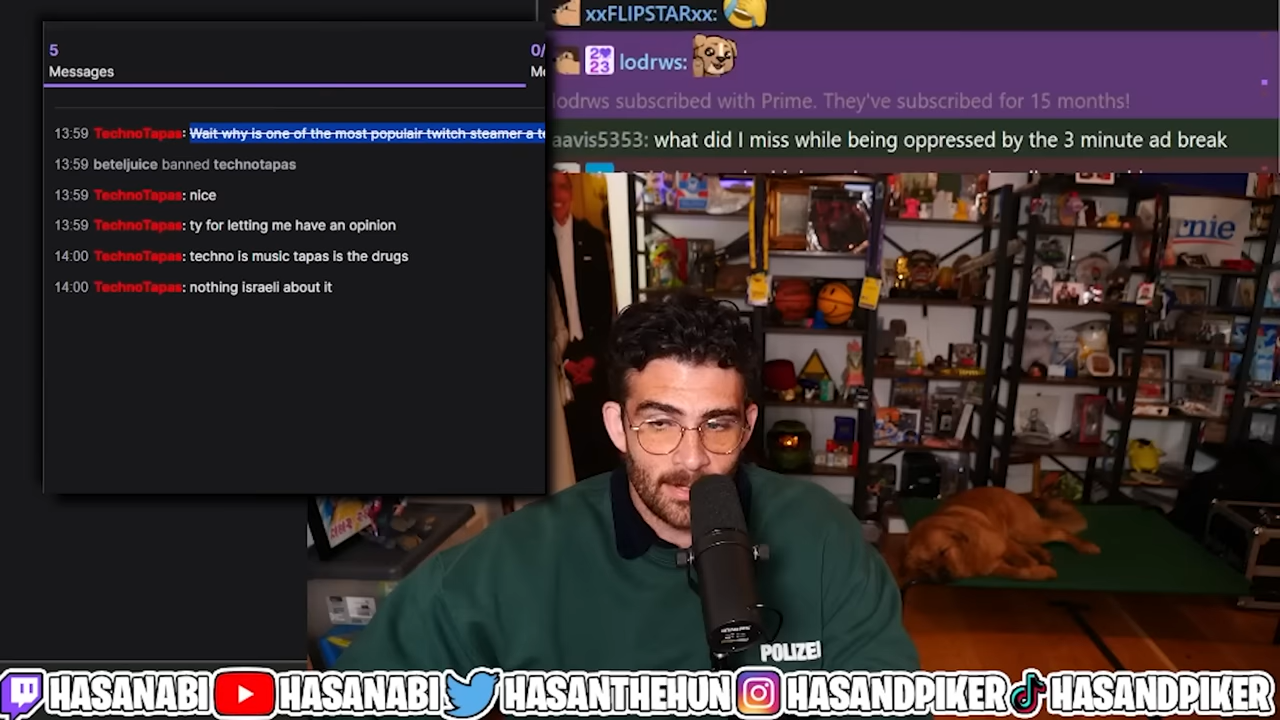 5
Messages
0/
13:59 TechnoTapas: Wait why is one of the most populair twitch steamer a
13:59 beteljuice banned technotapas
13:59 TechnoTapas: nice
13:59 TechnoTapas: ty for letting me have an opinion
14:00 TechnoTapas: techno is music tapas is the drugs
14:00 TechnoTapas: nothing israeli about it
xxFLIPSTARxx:
2 23 lodrws:
lodrws subscribed with Prime. They've subscribed for 15 months!
aavis5353: what did I miss while being oppressed by the 3 minute ad break
rnie
POLIZEI
HASANABI HASANABI HASANTHEHUN HASANDPIKER HASANDPIKER